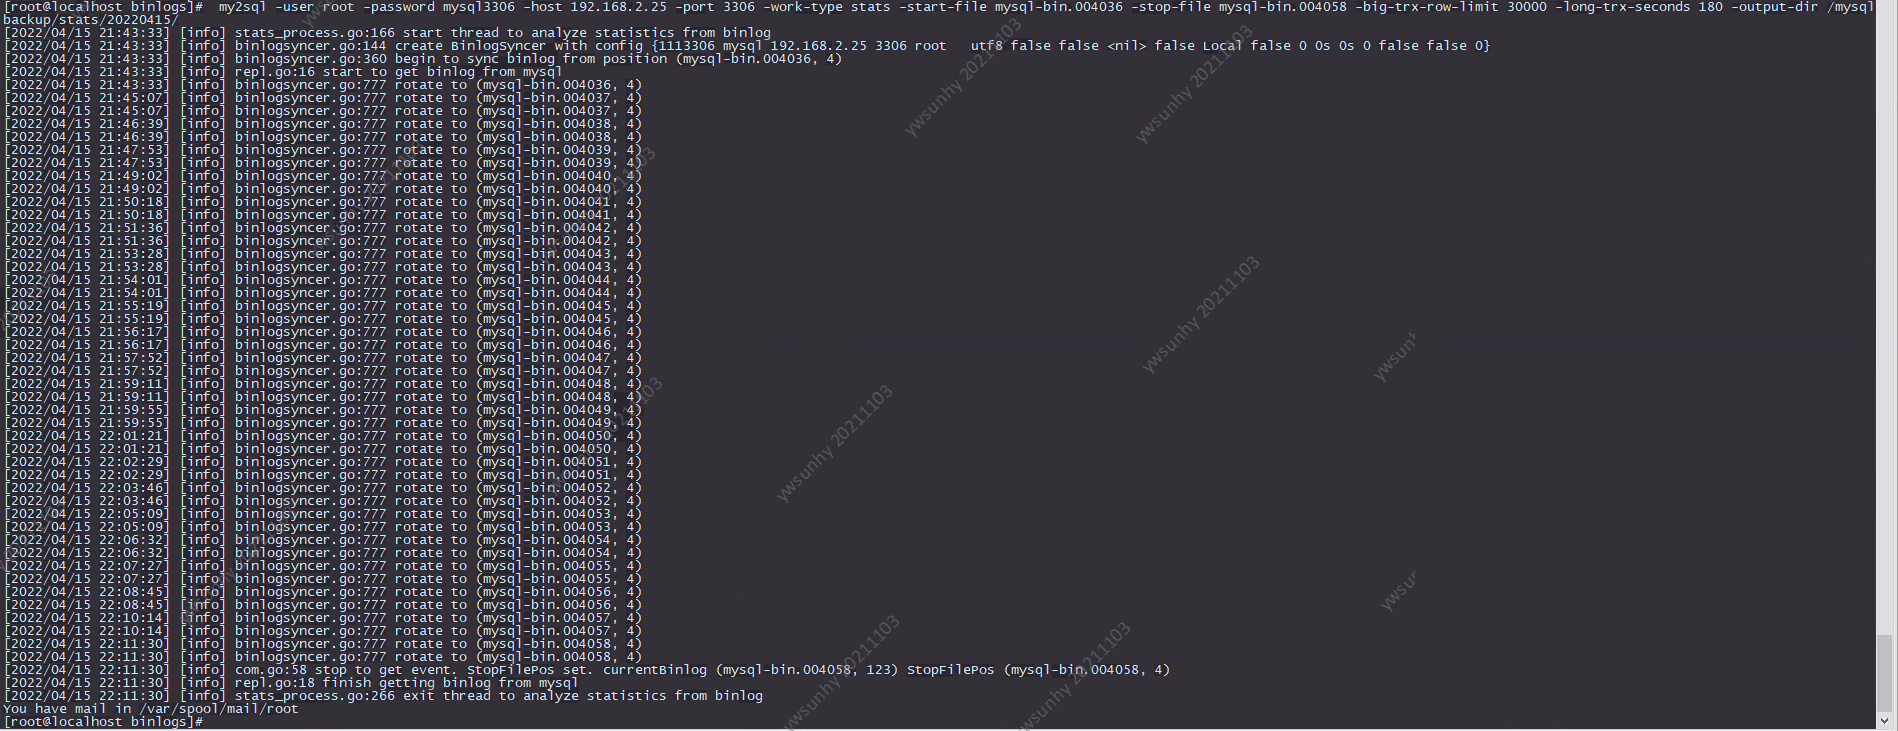 [root@localhost binlogs]#  my2sql -user root -password mysql3306 -host 192.168.2.25 -port 3306 -work-type stats -start-file mysql-bin.004036 -stop-file mysql-bin.004058 -big-trx-row-limit 30000 -long-trx-seconds 180 -output-dir /mysql
backup/stats/20220415/
[2022/04/15 21:43:33] [info] stats_process.go:166 start thread to analyze statistics from binlog
[2022/04/15 21:43:33] [info] binlogsyncer.go:144 create BinlogSyncer with config {1113306 mysql 192.168.2.25 3306 root   utf8 false false <nil> false Local false 0 0s 0s 0 false false 0}
[2022/04/15 21:43:33] [info] binlogsyncer.go:360 begin to sync binlog from position (mysql-bin.004036, 4)
[2022/04/15 21:43:33] [info] repl.go:16 start to get binlog from mysql
[2022/04/15 21:43:33] [info] binlogsyncer.go:777 rotate to (mysql-bin.004036, 4)
[2022/04/15 21:45:07] [info] binlogsyncer.go:777 rotate to (mysql-bin.004037, 4)
[2022/04/15 21:45:07] [info] binlogsyncer.go:777 rotate to (mysql-bin.004037, 4)
[2022/04/15 21:46:39] [info] binlogsyncer.go:777 rotate to (mysql-bin.004038, 4)
[2022/04/15 21:46:39] [info] binlogsyncer.go:777 rotate to (mysql-bin.004038, 4)
[2022/04/15 21:47:53] [info] binlogsyncer.go:777 rotate to (mysql-bin.004039, 4)
[2022/04/15 21:47:53] [info] binlogsyncer.go:777 rotate to (mysql-bin.004039, 4)
[2022/04/15 21:49:02] [info] binlogsyncer.go:777 rotate to (mysql-bin.004040, 4)
[2022/04/15 21:49:02] [info] binlogsyncer.go:777 rotate to (mysql-bin.004040, 4)
[2022/04/15 21:50:18] [info] binlogsyncer.go:777 rotate to (mysql-bin.004041, 4)
[2022/04/15 21:50:18] [info] binlogsyncer.go:777 rotate to (mysql-bin.004041, 4)
[2022/04/15 21:51:36] [info] binlogsyncer.go:777 rotate to (mysql-bin.004042, 4)
[2022/04/15 21:51:36] [info] binlogsyncer.go:777 rotate to (mysql-bin.004042, 4)
[2022/04/15 21:53:28] [info] binlogsyncer.go:777 rotate to (mysql-bin.004043, 4)
[2022/04/15 21:53:28] [info] binlogsyncer.go:777 rotate to (mysql-bin.004043, 4)
[2022/04/15 21:54:01] [info] binlogsyncer.go:777 rotate to (mysql-bin.004044, 4)
[2022/04/15 21:54:01] [info] binlogsyncer.go:777 rotate to (mysql-bin.004044, 4)
[2022/04/15 21:55:19] [info] binlogsyncer.go:777 rotate to (mysql-bin.004045, 4)
[2022/04/15 21:55:19] [info] binlogsyncer.go:777 rotate to (mysql-bin.004045, 4)
[2022/04/15 21:56:17] [info] binlogsyncer.go:777 rotate to (mysql-bin.004046, 4)
[2022/04/15 21:56:17] [info] binlogsyncer.go:777 rotate to (mysql-bin.004046, 4)
[2022/04/15 21:57:52] [info] binlogsyncer.go:777 rotate to (mysql-bin.004047, 4)
[2022/04/15 21:57:52] [info] binlogsyncer.go:777 rotate to (mysql-bin.004047, 4)
[2022/04/15 21:59:11] [info] binlogsyncer.go:777 rotate to (mysql-bin.004048, 4)
[2022/04/15 21:59:11] [info] binlogsyncer.go:777 rotate to (mysql-bin.004048, 4)
[2022/04/15 21:59:55] [info] binlogsyncer.go:777 rotate to (mysql-bin.004049, 4)
[2022/04/15 21:59:55] [info] binlogsyncer.go:777 rotate to (mysql-bin.004049, 4)
[2022/04/15 22:01:21] [info] binlogsyncer.go:777 rotate to (mysql-bin.004050, 4)
[2022/04/15 22:01:21] [info] binlogsyncer.go:777 rotate to (mysql-bin.004050, 4)
[2022/04/15 22:02:29] [info] binlogsyncer.go:777 rotate to (mysql-bin.004051, 4)
[2022/04/15 22:02:29] [info] binlogsyncer.go:777 rotate to (mysql-bin.004051, 4)
[2022/04/15 22:03:46] [info] binlogsyncer.go:777 rotate to (mysql-bin.004052, 4)
[2022/04/15 22:03:46] [info] binlogsyncer.go:777 rotate to (mysql-bin.004052, 4)
[2022/04/15 22:05:09] [info] binlogsyncer.go:777 rotate to (mysql-bin.004053, 4)
[2022/04/15 22:05:09] [info] binlogsyncer.go:777 rotate to (mysql-bin.004053, 4)
[2022/04/15 22:06:32] [info] binlogsyncer.go:777 rotate to (mysql-bin.004054, 4)
[2022/04/15 22:06:32] [info] binlogsyncer.go:777 rotate to (mysql-bin.004054, 4)
[2022/04/15 22:07:27] [info] binlogsyncer.go:777 rotate to (mysql-bin.004055, 4)
[2022/04/15 22:07:27] [info] binlogsyncer.go:777 rotate to (mysql-bin.004055, 4)
[2022/04/15 22:08:45] [info] binlogsyncer.go:777 rotate to (mysql-bin.004056, 4)
[2022/04/15 22:08:45] [info] binlogsyncer.go:777 rotate to (mysql-bin.004056, 4)
[2022/04/15 22:10:14] [info] binlogsyncer.go:777 rotate to (mysql-bin.004057, 4)
[2022/04/15 22:10:14] [info] binlogsyncer.go:777 rotate to (mysql-bin.004057, 4)
[2022/04/15 22:11:30] [info] binlogsyncer.go:777 rotate to (mysql-bin.004058, 4)
[2022/04/15 22:11:30] [info] binlogsyncer.go:777 rotate to (mysql-bin.004058, 4)
[2022/04/15 22:11:30] [info] com.go:58 stop to get event. StopFilePos set. currentBinlog (mysql-bin.004058, 123) StopFilePos (mysql-bin.004058, 4)
[2022/04/15 22:11:30] [info] repl.go:18 finish getting binlog from mysql
[2022/04/15 22:11:30] [info] stats_process.go:266 exit thread to analyze statistics from binlog
You have mail in /var/spool/mail/root
[root@localhost binlogs]#
ywsunhy 20211103
ywsunhy 20211103
ywsunhy 20211103
ywsunhy 20211103
ywsunhy 20211103
ywsunhy 20211103